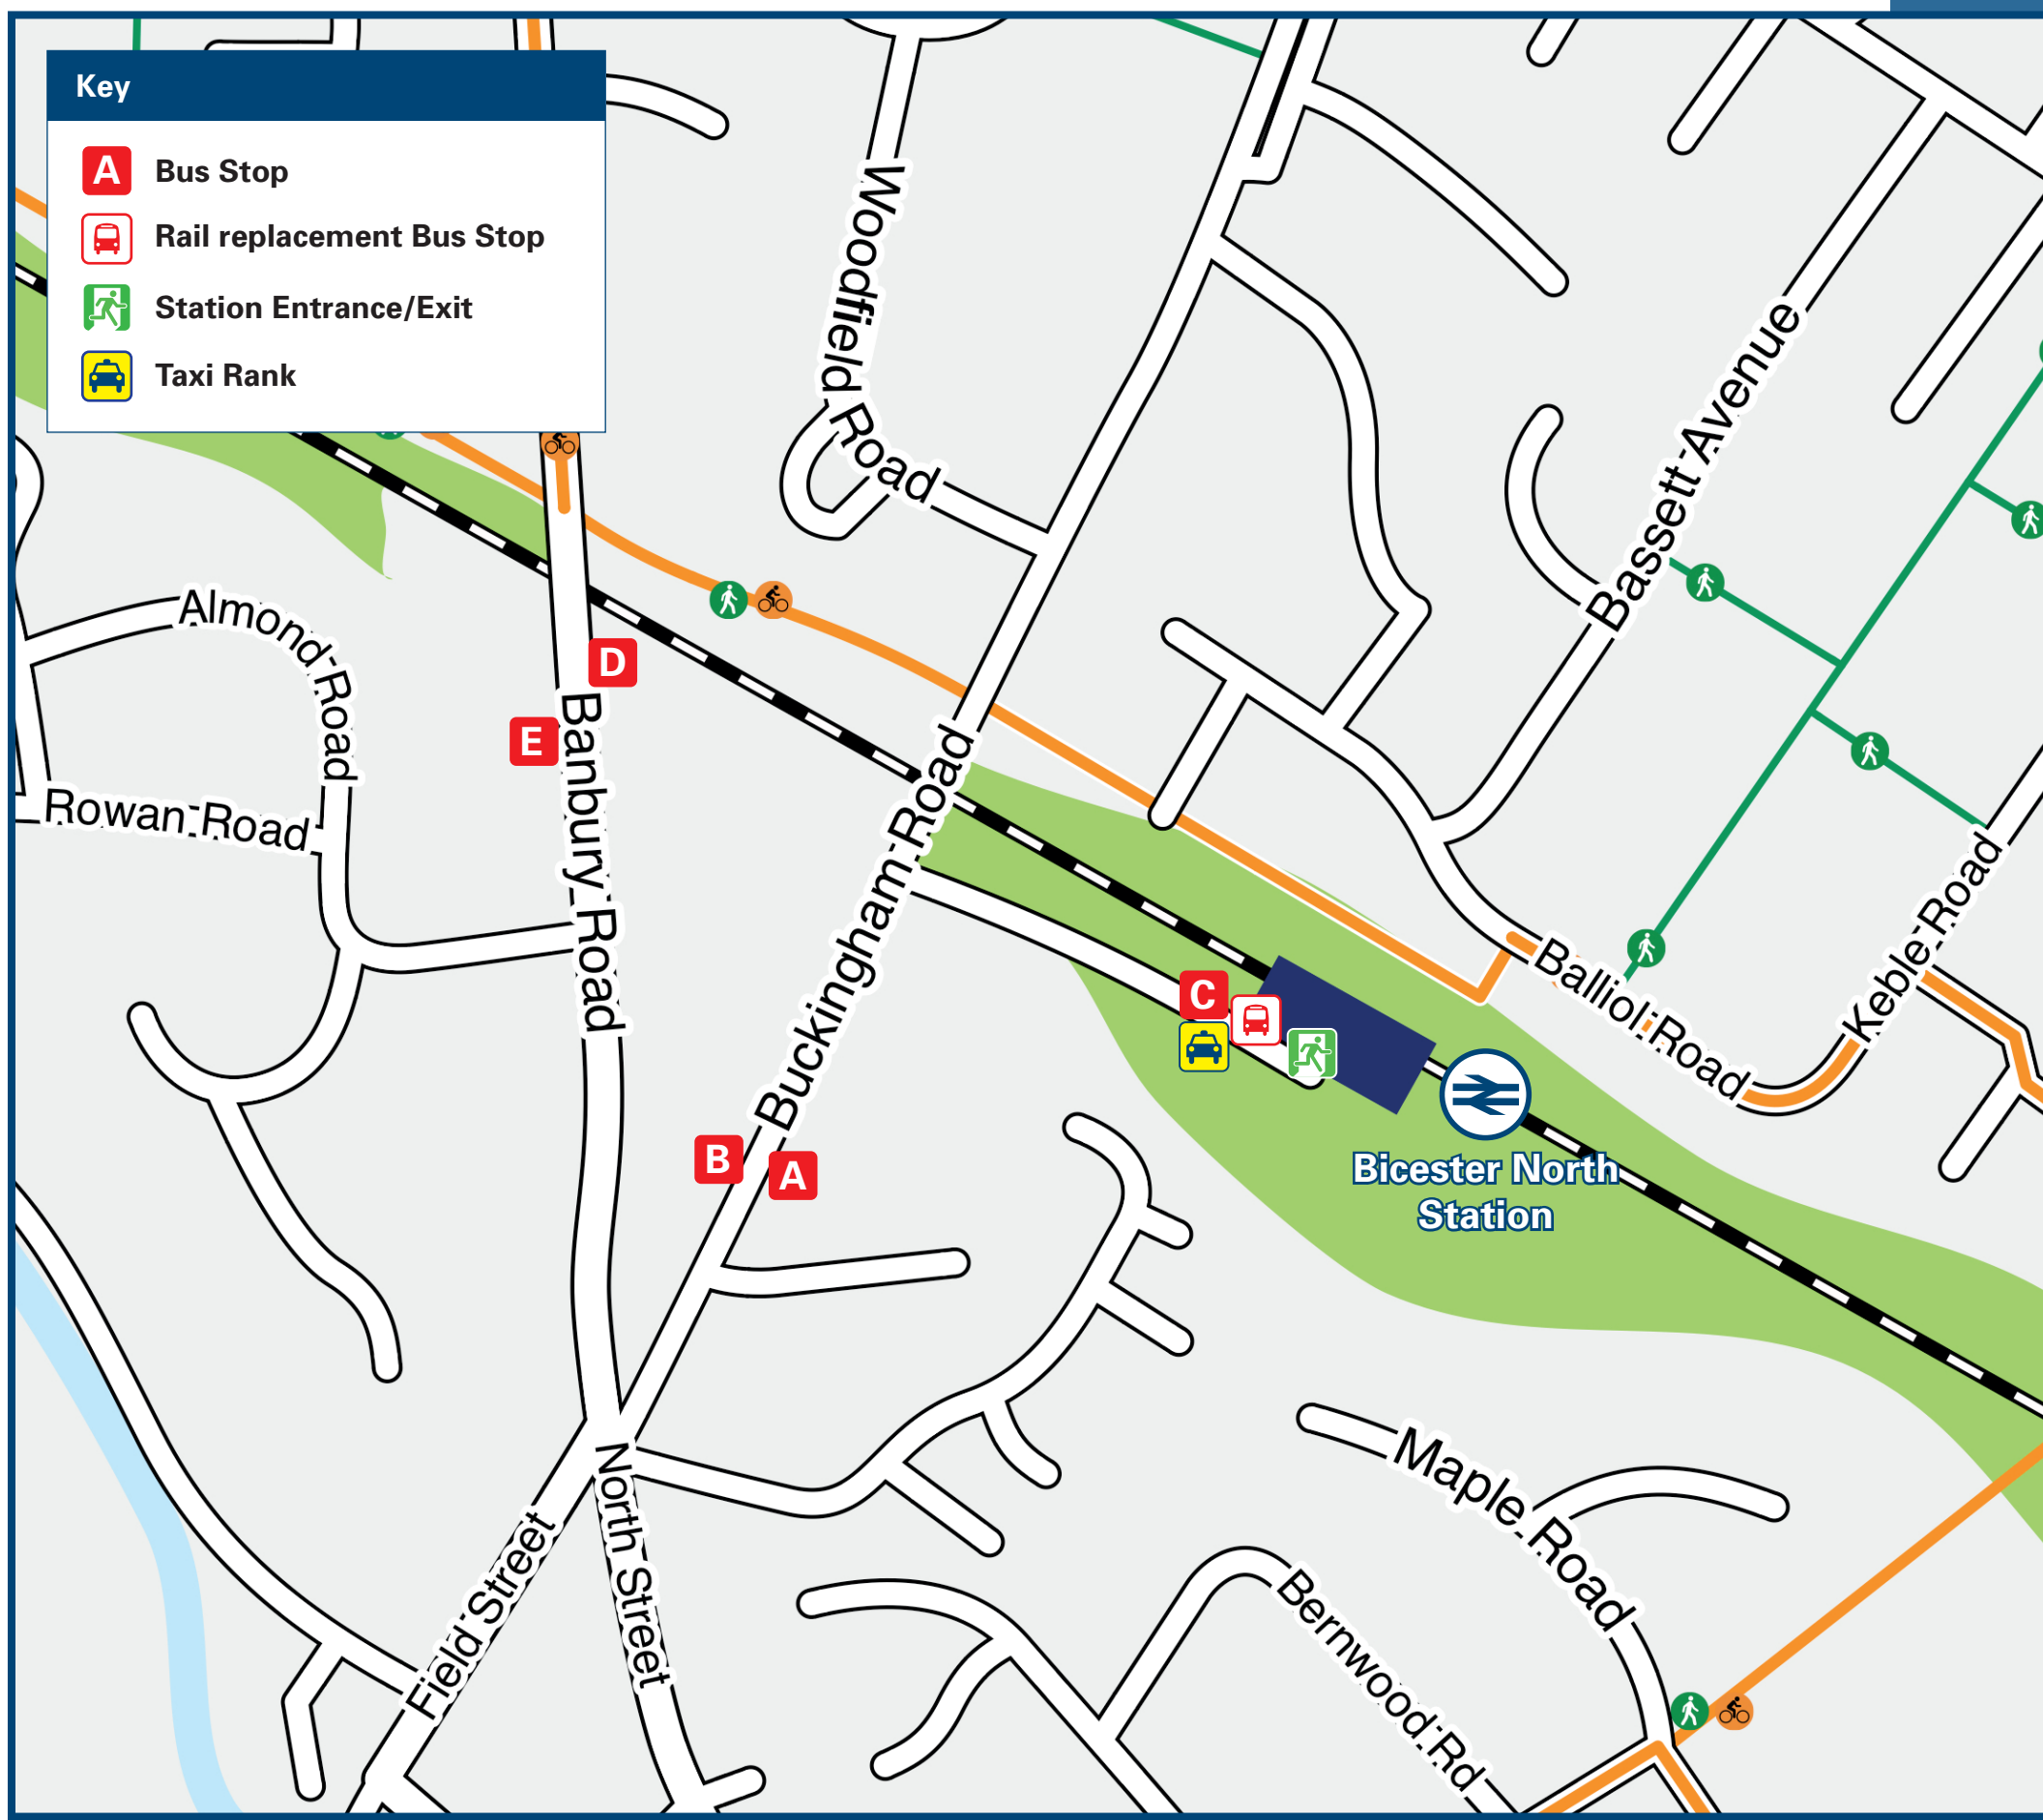 Key
A
Bus Stop
Rail replacement Bus Stop
Station Entrance/Exit
Taxi Rank
Woodfield Road
Bassett Avenue
Almond Road
D
E
Banbury Road
Rowan Road
Buckingham Road
C
Balliol Road
Keble Road
B
A
Bicester North
Station
Maple Road
North Street
Field Street
Bernwood Rd